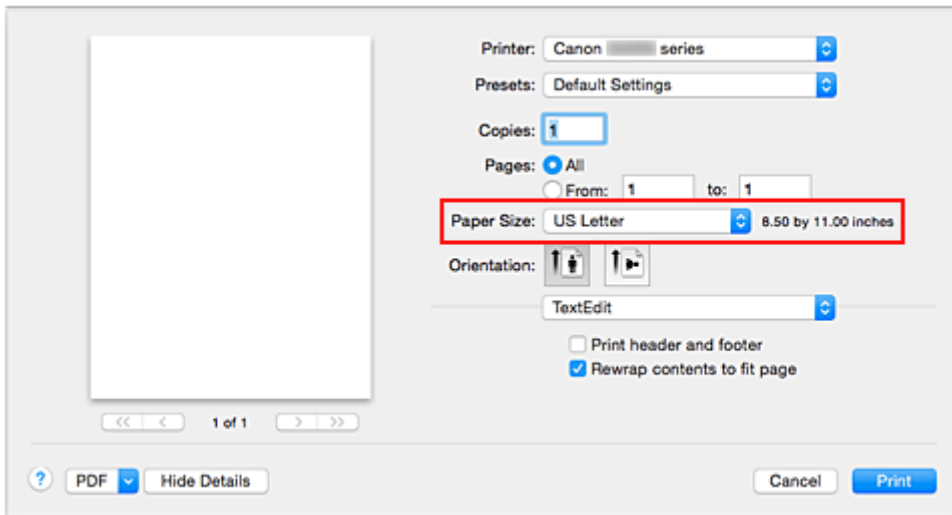 Printer: Canon series
Presets: Default Settings
Copies: 1
Pages: All
From: 1 to: 1
Paper Size: US Letter 8.50 by 11.00 inches
Orientation:
TextEdit
Print header and footer
Rewrap contents to fit page
<< < 1 of 1 > >>
? PDF Hide Details Cancel Print